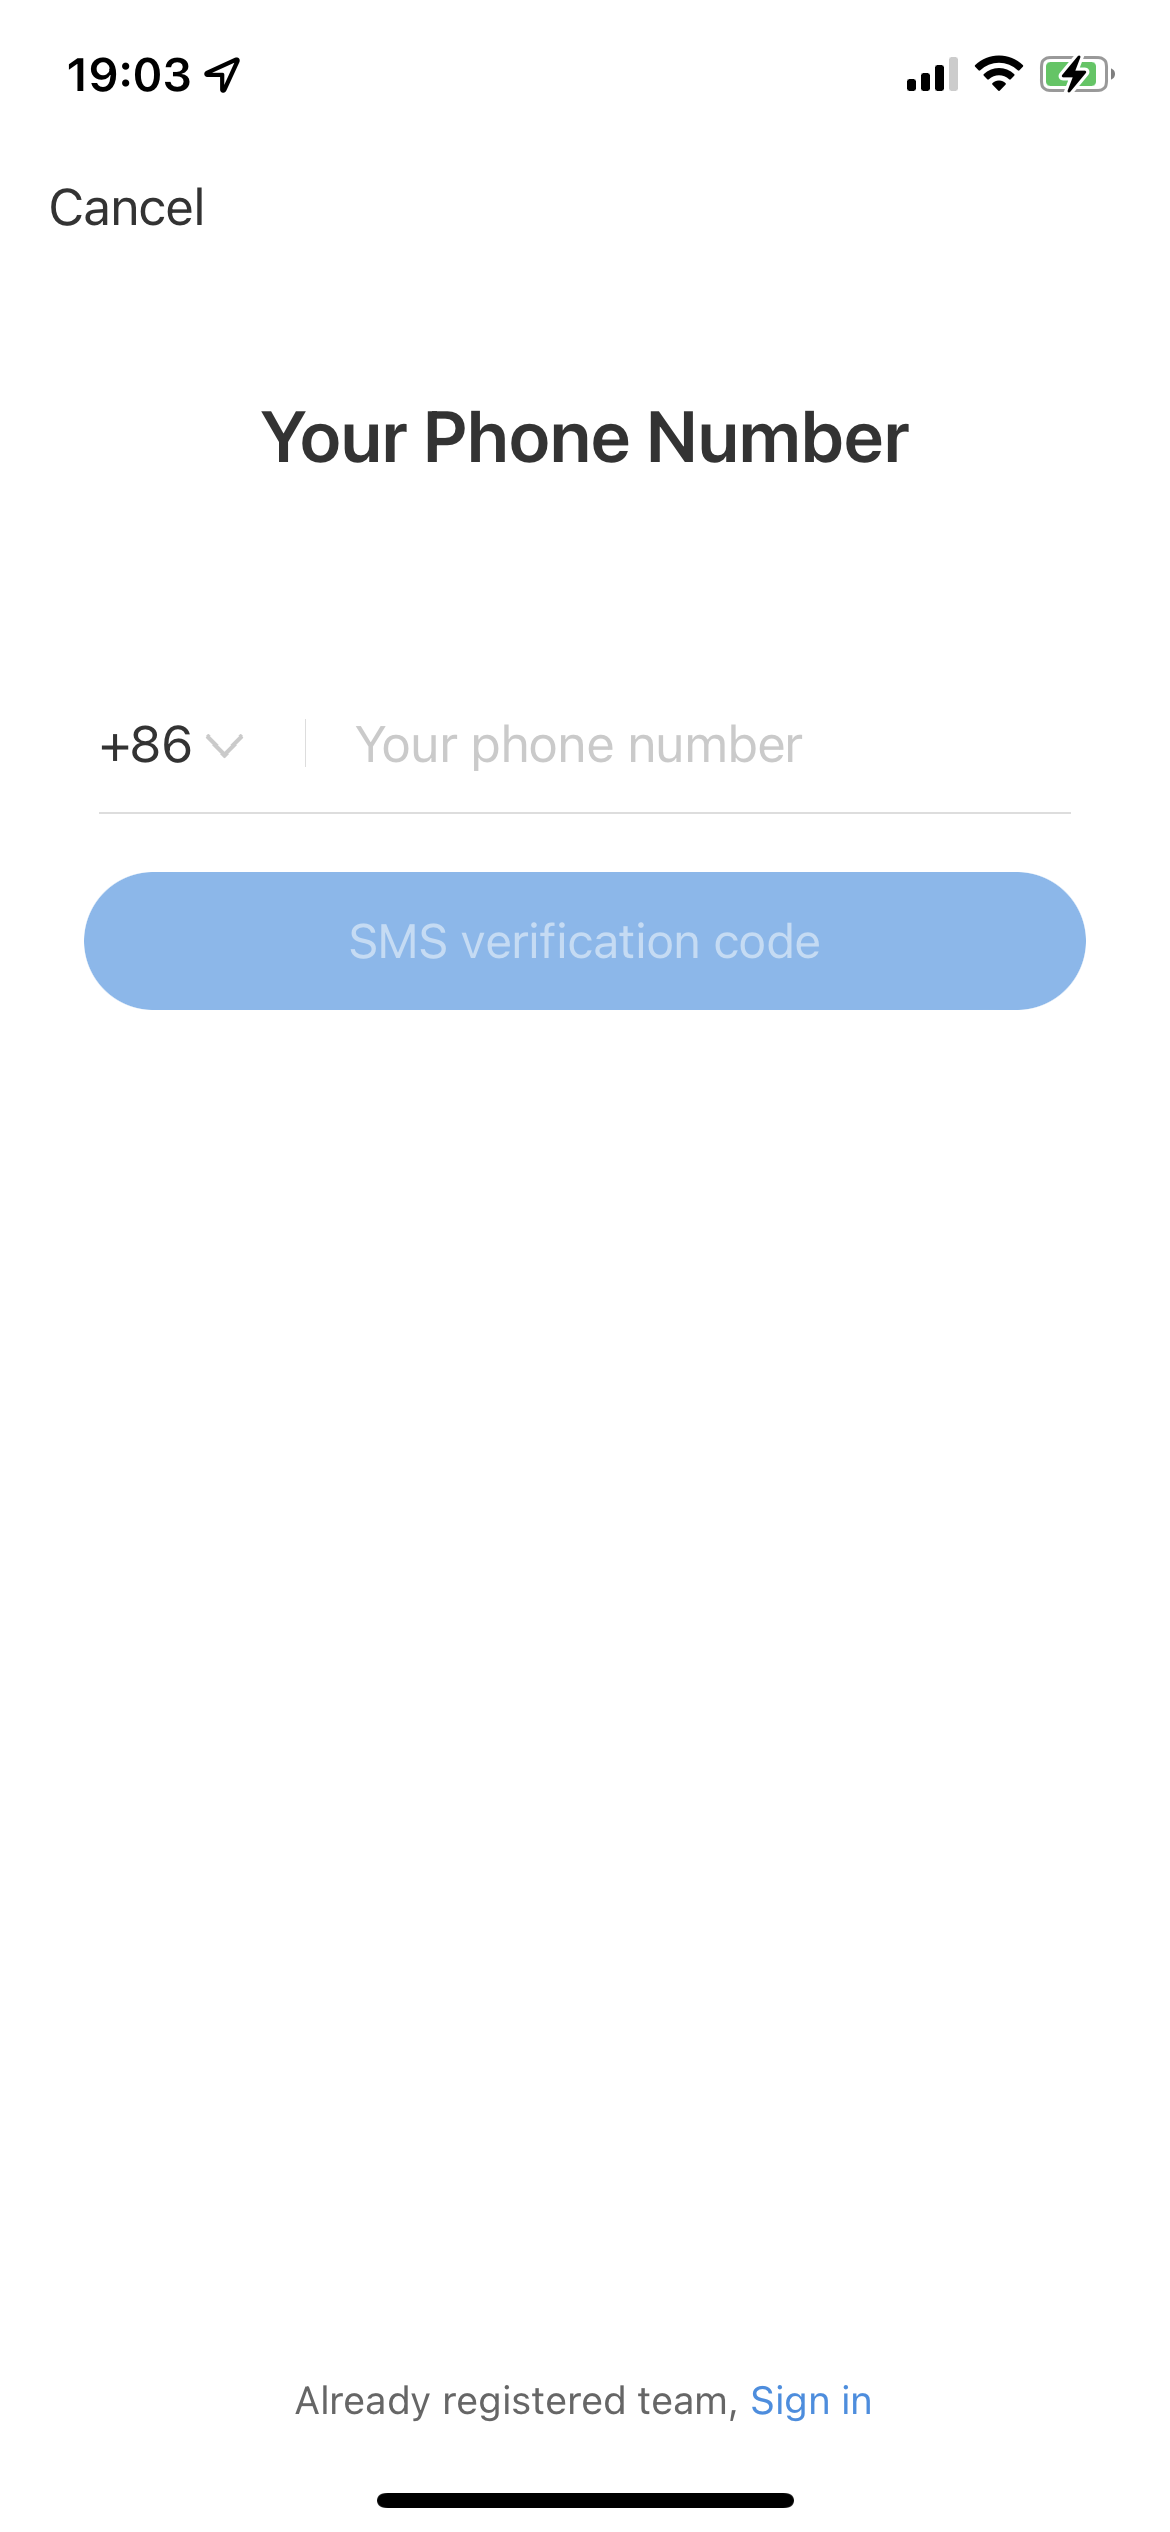 19:03
Cancel
Your Phone Number
+86 Your phone number
SMS verification code
Already registered team, Sign in